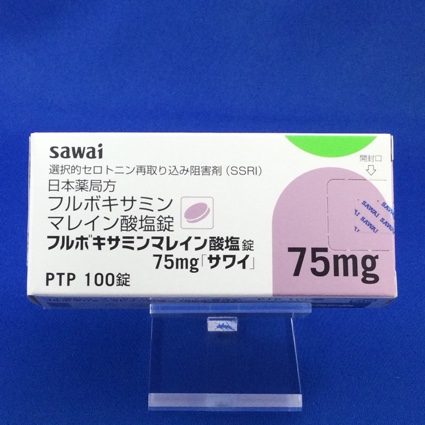 sawai
選択的セロトニン再取り込み阻害剤(SSRI)
日本薬局方
フルボキサミン
マレイン酸塩錠
フルボキサミンマレイン酸塩錠
75mg「サワイ」
PTP 100錠
開封口
SAWAI
SAWAI
SAWAI
75mg